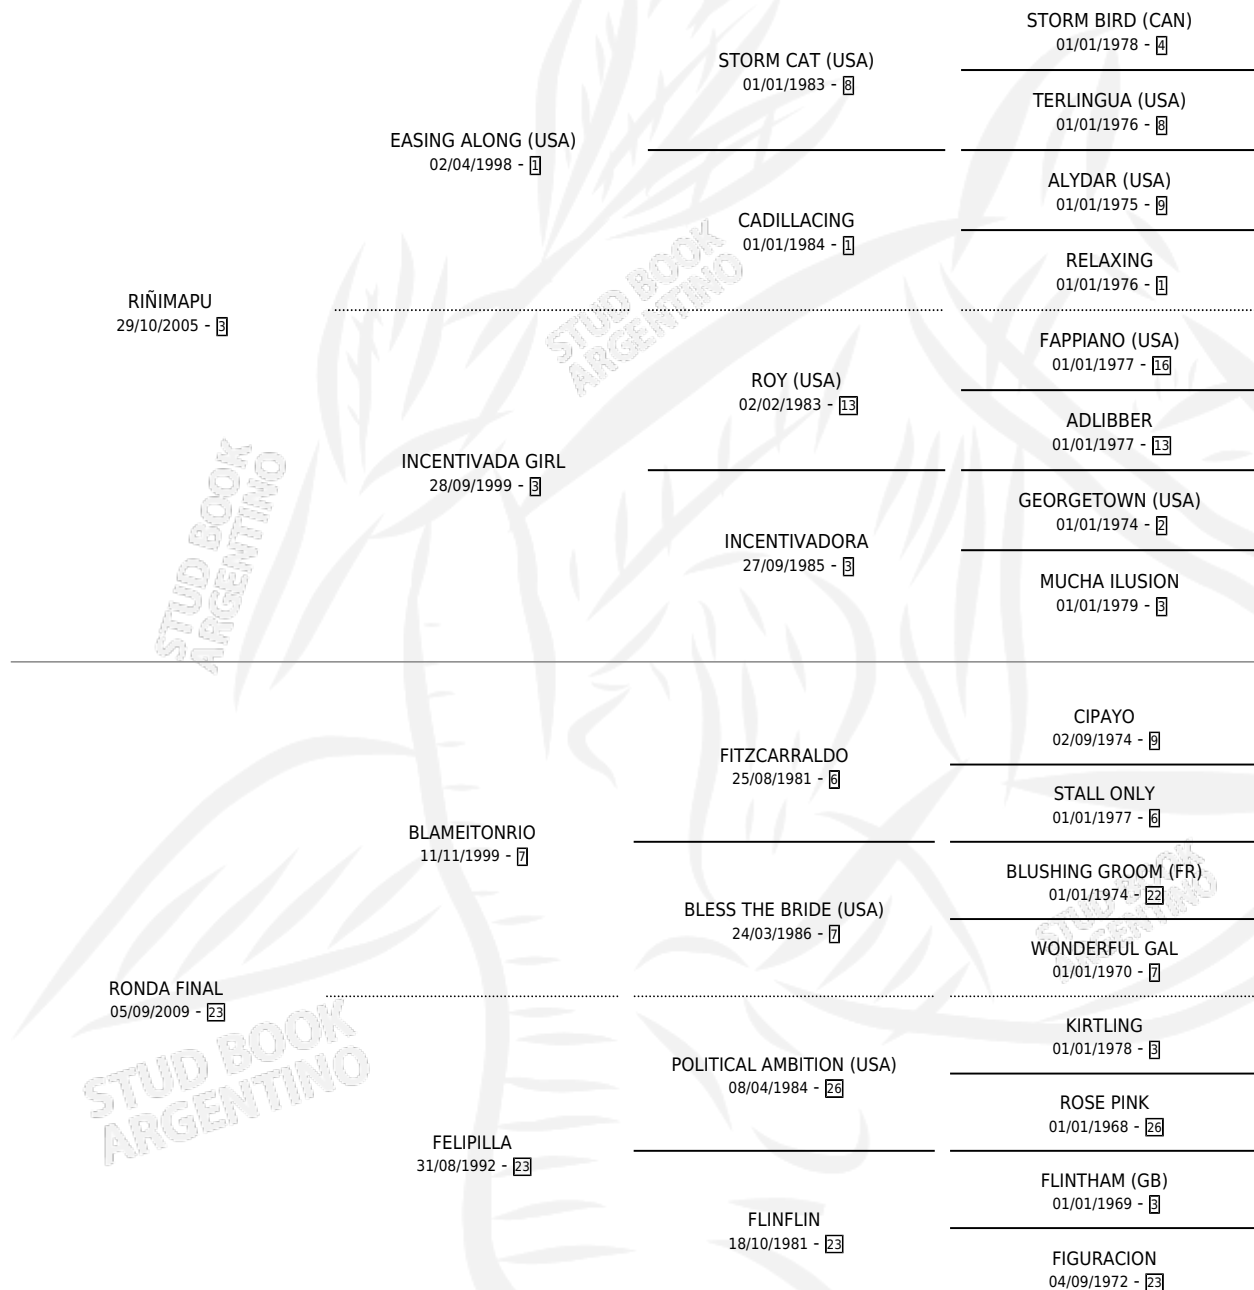 STORM BIRD (CAN)
01/01/1978 - 4
STORM CAT (USA)
01/01/1983 - 8
TERLINGUA (USA)
01/01/1976 - 8
EASING ALONG (USA)
02/04/1998 - 1
ALYDAR (USA)
01/01/1975 - 9
CADILLACING
01/01/1984 - 1
RELAXING
01/01/1976 - 1
RIÑIMAPU
29/10/2005 - 3
FAPPIANO (USA)
01/01/1977 - 16
ROY (USA)
02/02/1983 - 13
ADLIBBER
01/01/1977 - 13
INCENTIVADA GIRL
28/09/1999 - 3
GEORGETOWN (USA)
01/01/1974 - 2
INCENTIVADORA
27/09/1985 - 3
MUCHA ILUSION
01/01/1979 - 3
CIPAYO
02/09/1974 - 9
FITZCARRALDO
25/08/1981 - 6
STALL ONLY
01/01/1977 - 6
BLAMEITONRIO
11/11/1999 - 7
BLUSHING GROOM (FR)
01/01/1974 - 22
BLESS THE BRIDE (USA)
24/03/1986 - 7
WONDERFUL GAL
01/01/1970 - 7
RONDA FINAL
05/09/2009 - 23
KIRTLING
01/01/1978 - 3
POLITICAL AMBITION (USA)
08/04/1984 - 26
ROSE PINK
01/01/1968 - 26
FELIPILLA
31/08/1992 - 23
FLINTHAM (GB)
01/01/1969 - 3
FLINFLIN
18/10/1981 - 23
FIGURACION
04/09/1972 - 23
STUD BOOK
ARGENTINO
STUD BOOK
ARGENTINO
STUD BOOK
ARGENTINO
STUD BOOK
ARGENTINO